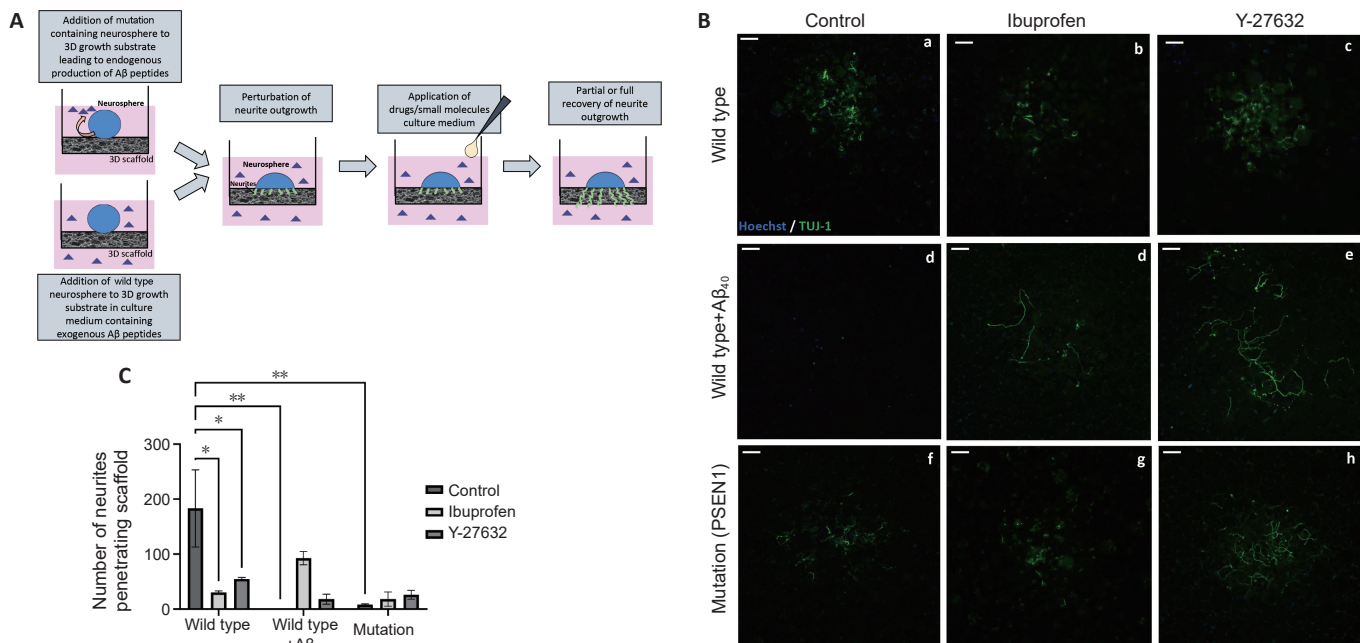 A
Addition of mutation
containing neurosphere to
3D growth substrate
leading to endogenous
production of Aβ peptides
Neurosphere
3D scaffold
3D scaffold
Addition of wild type
neurosphere to 3D growth
substrate in culture
medium containing
exogenous Aβ peptides
Perturbation of
neurite outgrowth
Neurosphere
Neurites
Application of
drugs/small molecules
culture medium
Partial or full
recovery of neurite
outgrowth
B
Control
Ibuprofen
Y-27632
Wild type
a
b
c
Hoechst / TUJ-1
Wild type+Aβ40
d
d
e
Mutation (PSEN1)
f
g
h
C
**
**
*
*
Number of neurites
penetrating scaffold
300
200
100
0
Control
Ibuprofen
Y-27632
Wild type
Wild type
+Aβ
Mutation